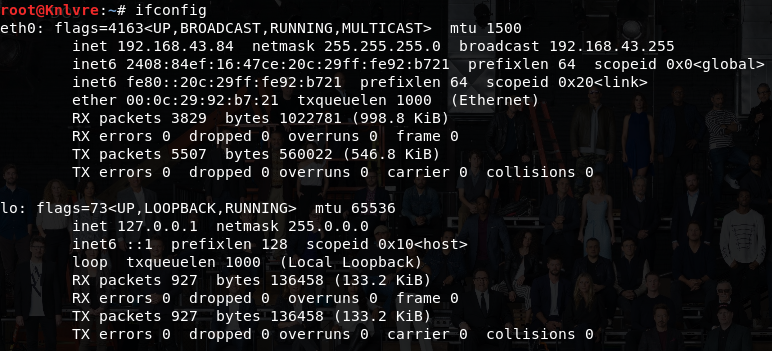 root@Knlvre:~# ifconfig
eth0: flags=4163<UP,BROADCAST,RUNNING,MULTICAST>  mtu 1500
        inet 192.168.43.84  netmask 255.255.255.0  broadcast 192.168.43.255
        inet6 2408:84ef:16:47ce:20c:29ff:fe92:b721  prefixlen 64  scopeid 0x0<global>
        inet6 fe80::20c:29ff:fe92:b721  prefixlen 64  scopeid 0x20<link>
        ether 00:0c:29:92:b7:21  txqueuelen 1000  (Ethernet)
        RX packets 3829  bytes 1022781 (998.8 KiB)
        RX errors 0  dropped 0  overruns 0  frame 0
        TX packets 5507  bytes 560022 (546.8 KiB)
        TX errors 0  dropped 0 overruns 0  carrier 0  collisions 0
lo: flags=73<UP,LOOPBACK,RUNNING>  mtu 65536
        inet 127.0.0.1  netmask 255.0.0.0
        inet6 ::1  prefixlen 128  scopeid 0x10<host>
        loop  txqueuelen 1000  (Local Loopback)
        RX packets 927  bytes 136458 (133.2 KiB)
        RX errors 0  dropped 0  overruns 0  frame 0
        TX packets 927  bytes 136458 (133.2 KiB)
        TX errors 0  dropped 0 overruns 0  carrier 0  collisions 0